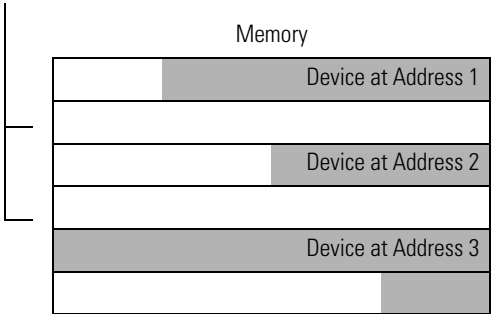 Memory
Device at Address 1
Device at Address 2
Device at Address 3